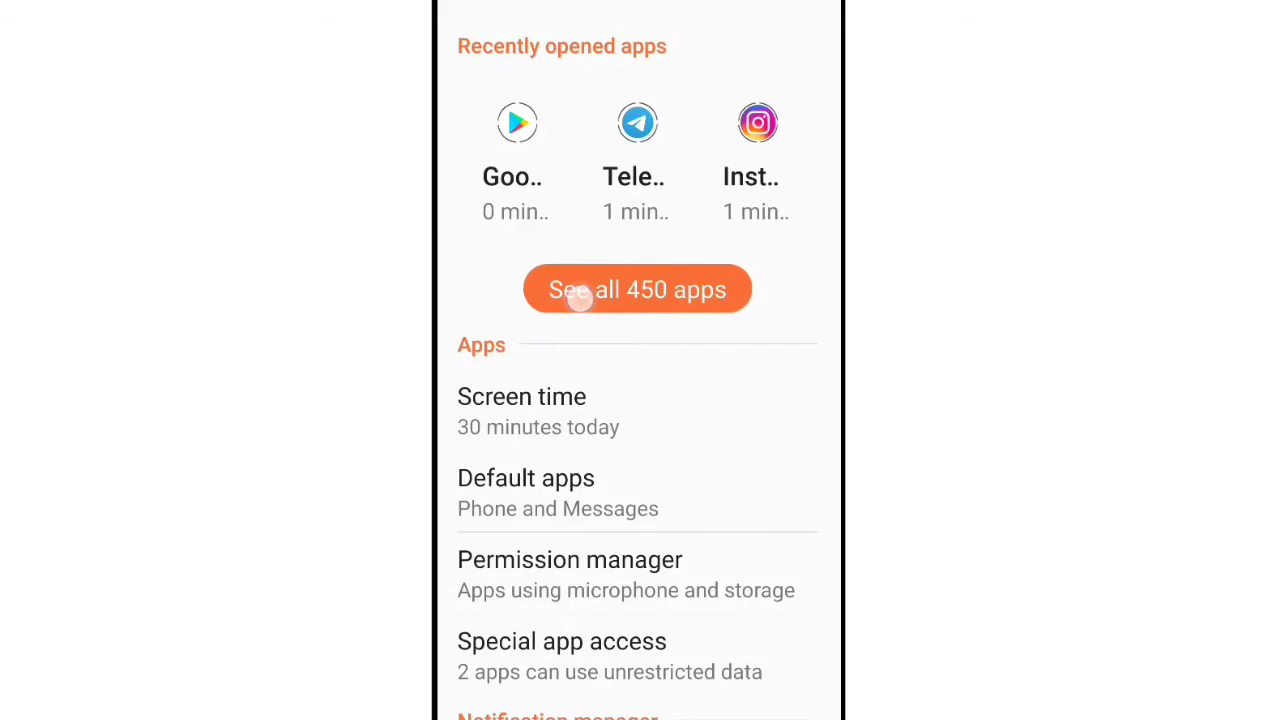 Recently opened apps
Goo.. Tele.. Inst..
0 min.. 1 min.. 1 min..
See all 450 apps
Apps
Screen time
30 minutes today
Default apps
Phone and Messages
Permission manager
Apps using microphone and storage
Special app access
2 apps can use unrestricted data
Notification manager